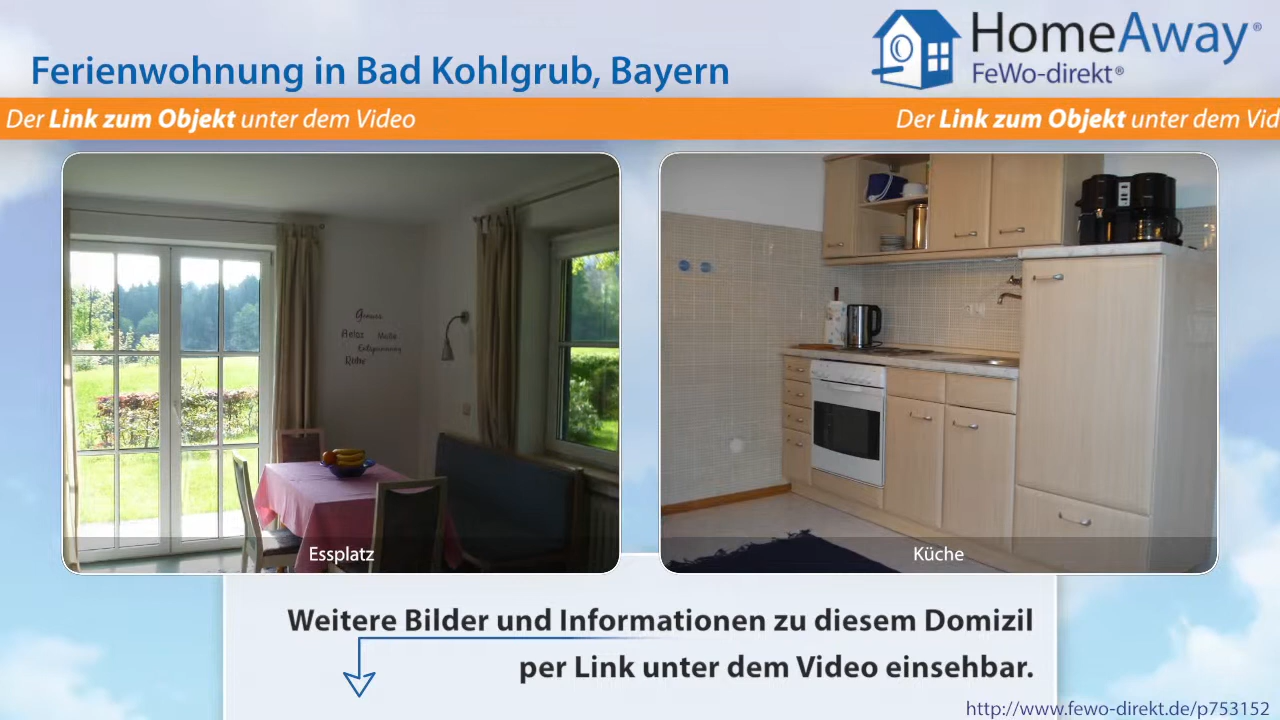 HomeAway®
FeWo-direkt®
Ferienwohnung in Bad Kohlgrub, Bayern
Der Link zum Objekt unter dem Video
Der Link zum Objekt unter dem Vid
Relax
Ruhe
Essplatz
Küche
Weitere Bilder und Informationen zu diesem Domizil
per Link unter dem Video einsehbar.
http://www.fewo-direkt.de/p753152